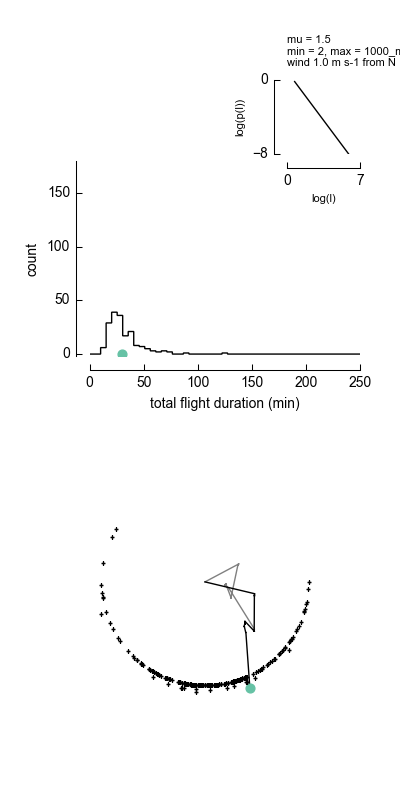 mu = 1.5
min = 2, max = 1000_m
wind 1.0 m s-1 from N
0
log(p(l))
−8
0 7
log(l)
150
100
count
50
0
0 50 100 150 200 250
total flight duration (min)